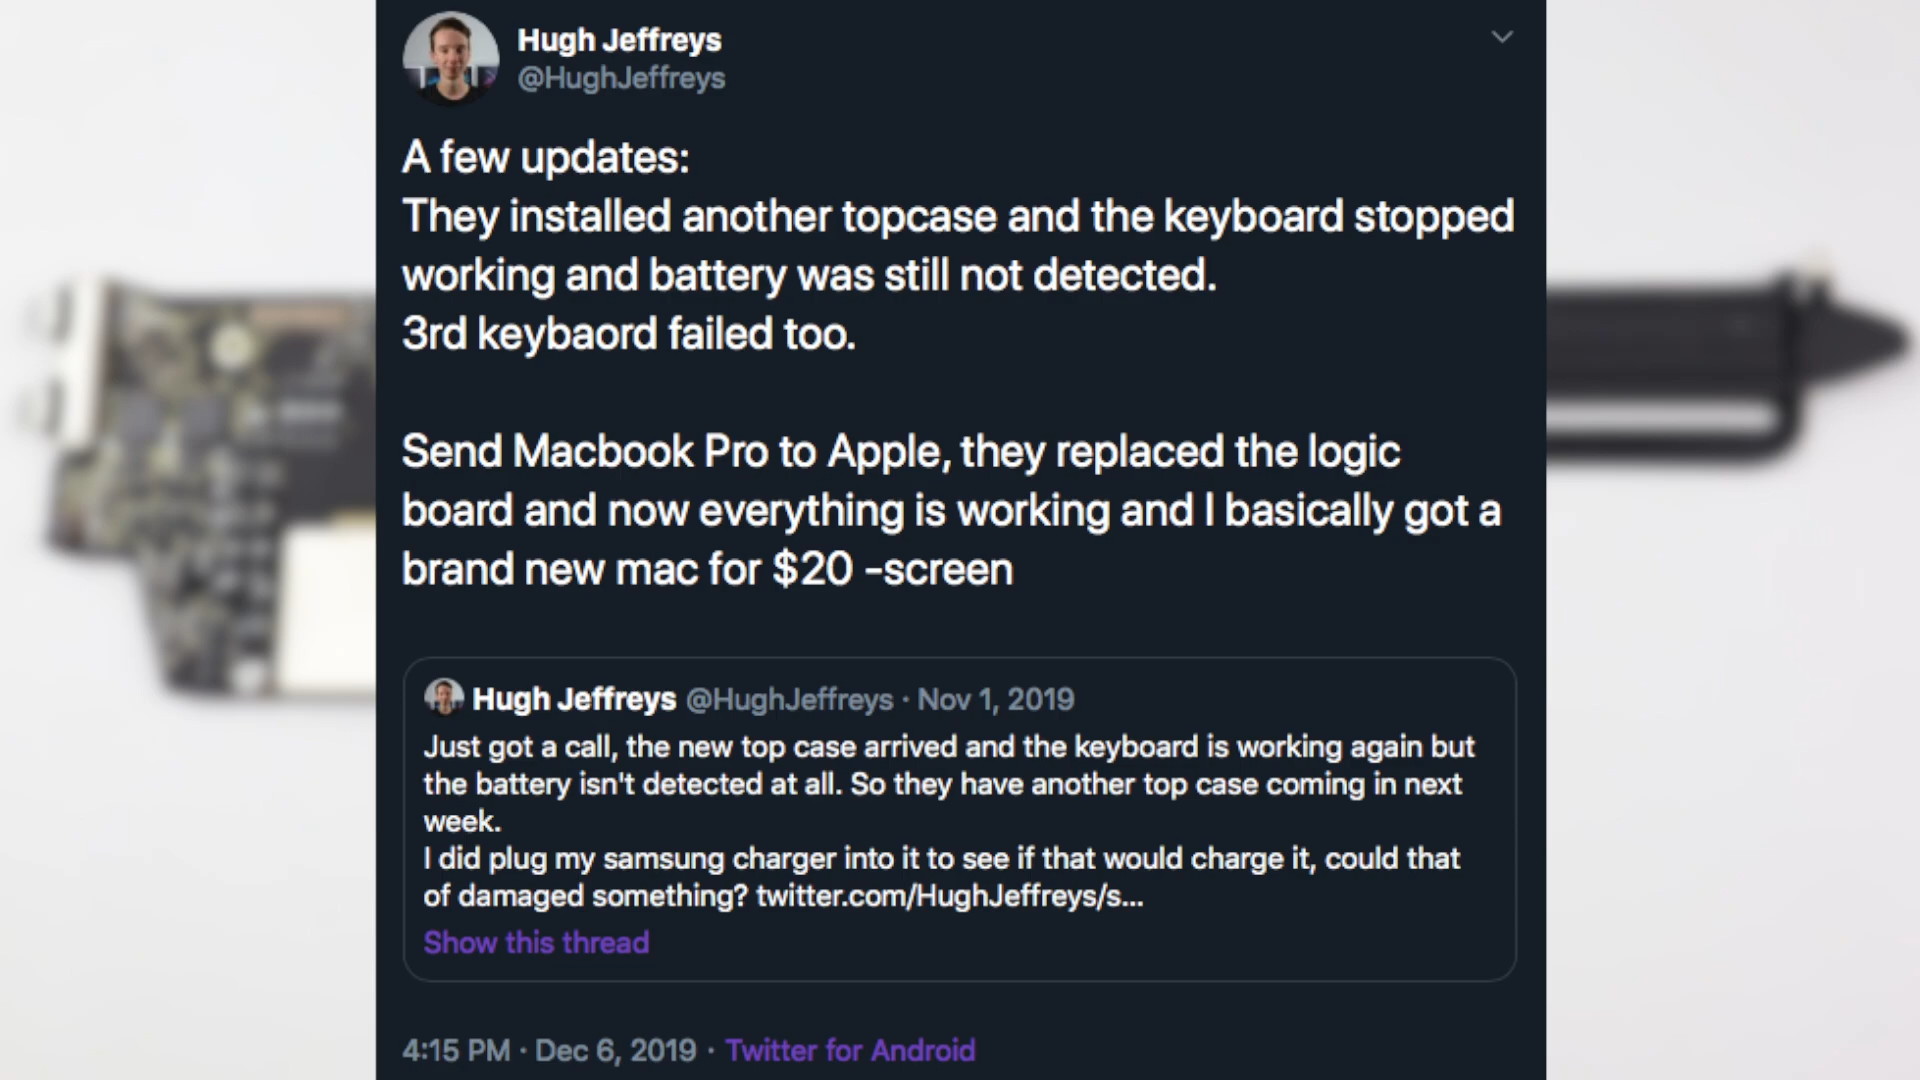 Hugh Jeffreys
@HughJeffreys
A few updates:
They installed another topcase and the keyboard stopped
working and battery was still not detected.
3rd keybaord failed too.
Send Macbook Pro to Apple, they replaced the logic
board and now everything is working and I basically got a
brand new mac for $20 -screen
Hugh Jeffreys @HughJeffreys · Nov 1, 2019
Just got a call, the new top case arrived and the keyboard is working again but
the battery isn't detected at all. So they have another top case coming in next
week.
I did plug my samsung charger into it to see if that would charge it, could that
of damaged something? twitter.com/HughJeffreys/s...
Show this thread
4:15 PM · Dec 6, 2019 · Twitter for Android